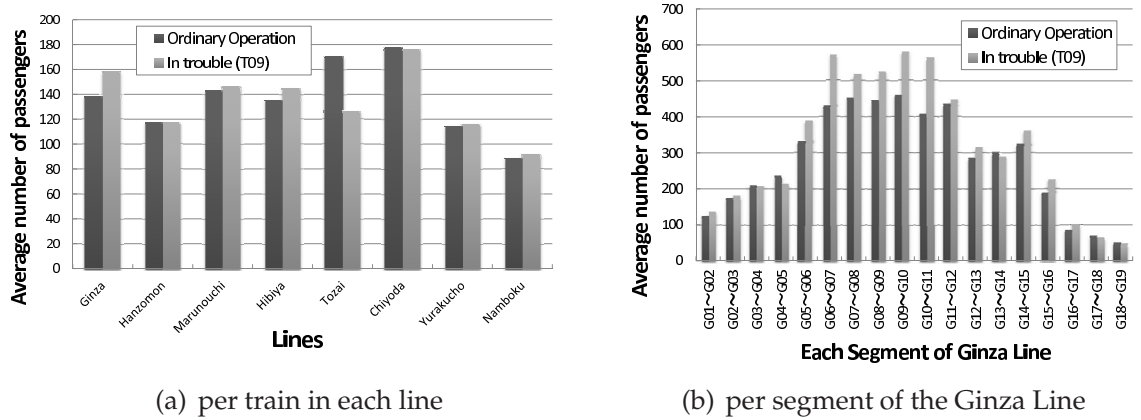 Average number of passengers
200
180
160
140
120
100
80
60
40
20
0
Ordinary Operation
In trouble (T09)
Ginza
Hanzomon
Marunouchi
Hibiya
Tozai
Chiyoda
Yurakucho
Namboku
Lines
(a) per train in each line
Average number of passengers
700
600
500
400
300
200
100
0
Ordinary Operation
In trouble (T09)
G01~G02
G02~G03
G03~G04
G04~G05
G05~G06
G06~G07
G07~G08
G08~G09
G09~G10
G10~G11
G11~G12
G12~G13
G13~G14
G14~G15
G15~G16
G16~G17
G17~G18
G18~G19
Each Segment of Ginza Line
(b) per segment of the Ginza Line